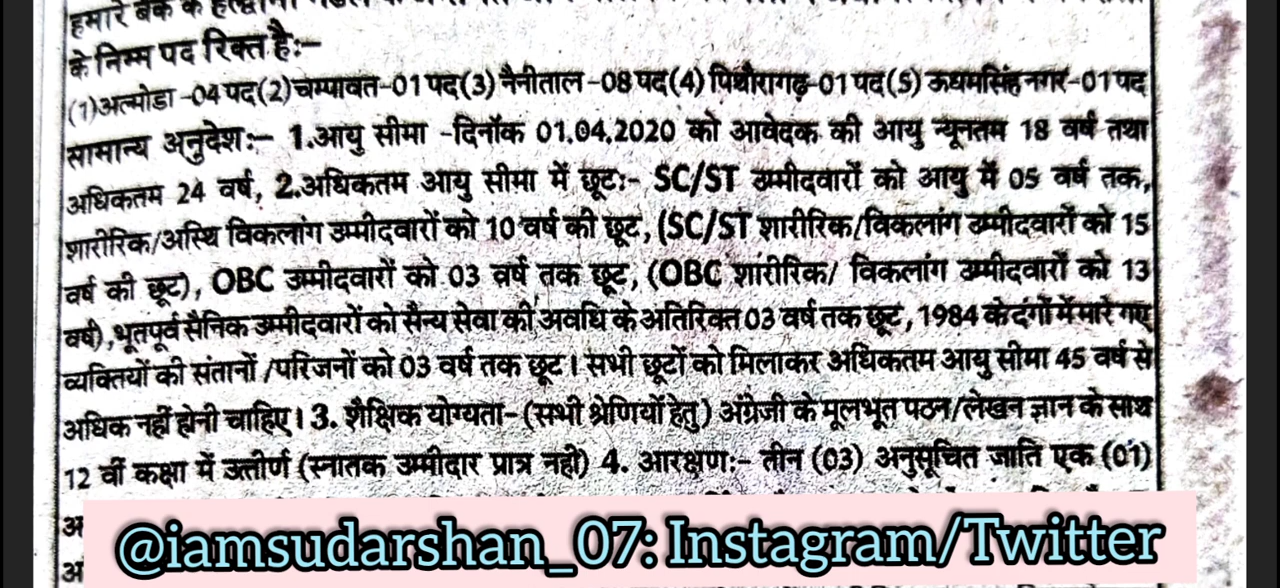 हमारे बैंक के हल्द्वानी
के निम्म पद रिक्त है:-
(1)अल्मोडा -04 पद(2)चम्पावत-01 पद(3) नैनीताल -08 पद(4) पिथौरागढ़-01 पद(5) ऊधमसिंह नगर-01 पद
सामान्य अनुदेश:- 1.आयु सीमा -दिनॉक 01.04.2020 को आवेदक की आयु न्यूनतम 18 वर्ष तथा
अधिकतम 24 वर्ष, 2.अधिकतम आयु सीमा में छूट:- SC/ST उम्मीदवारों को आयु में 05 वर्ष तक,
शारीरिक/अस्थि विकलांग उम्मीदवारों को 10 वर्ष की छूट, (SC/ST शारीरिक/विकलांग उम्मीदवारों को 15
वर्ष की छूट), OBC उम्मीदवारों को 03 वर्ष तक छूट, (OBC शारीरिक/ विकलांग उम्मीदवारों को 13
वर्ष),भूतपूर्व सैनिक उम्मीदवारों को सैन्य सेवा की अवधि के अतिरिक्त 03 वर्ष तक छूट, 1984 के दंगों में मारे गए
व्यक्तियों की संतानों /परिजनों को 03 वर्ष तक छूट। सभी छूटों को मिलाकर अधिकतम आयु सीमा 45 वर्ष से
अधिक नहीं होनी चाहिए। 3. शैक्षिक योग्यता- (सभी श्रेणियों हेतु) अंग्रेजी के मूलभूत पठन/लेखन ज्ञान के साथ
12 वीं कक्षा में उत्तीर्ण (स्नातक उम्मीदार प्रात्र नही) 4. आरक्षण:- तीन (03) अनुसूचित जाति एक (01)
@iamsudarshan_07: Instagram/Twitter